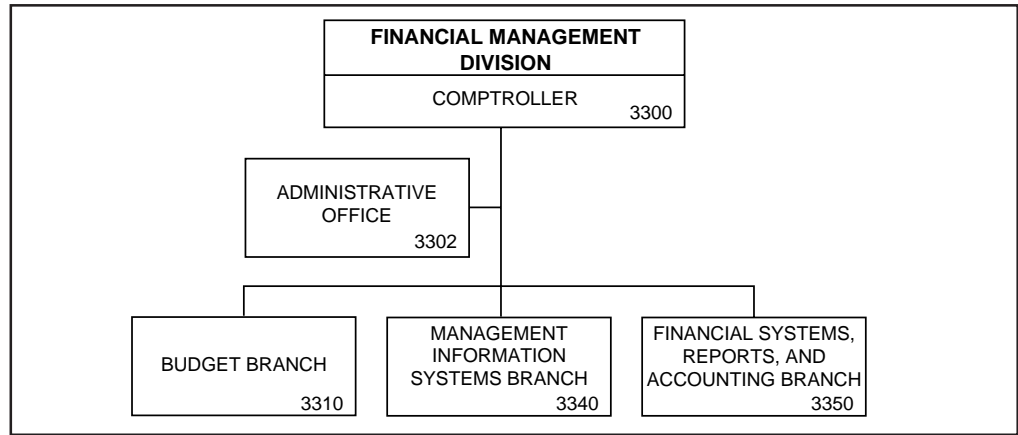 FINANCIAL MANAGEMENT
DIVISION
COMPTROLLER
3300
ADMINISTRATIVE
OFFICE
3302
BUDGET BRANCH
3310
MANAGEMENT
INFORMATION
SYSTEMS BRANCH
3340
FINANCIAL SYSTEMS,
REPORTS, AND
ACCOUNTING BRANCH
3350